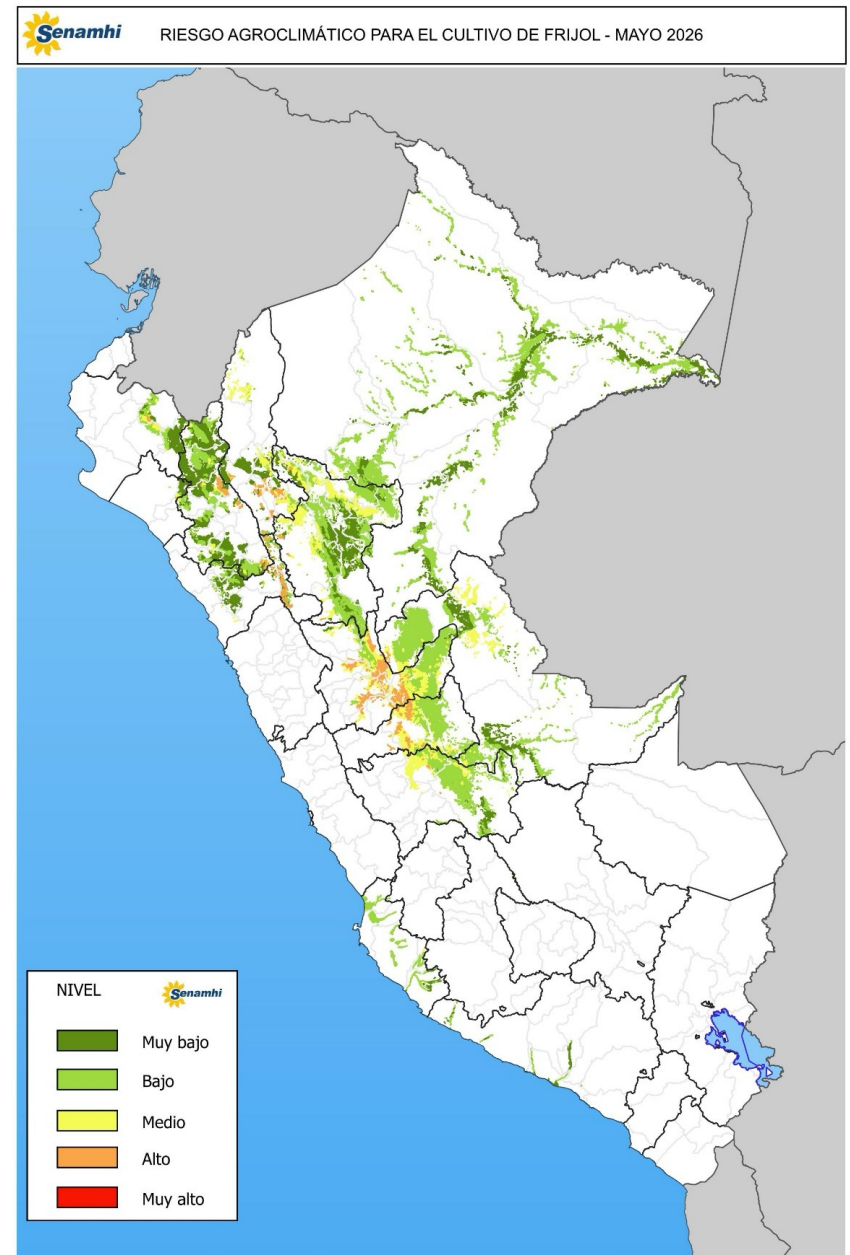 Senamhi
RIESGO AGROCLIMÁTICO PARA EL CULTIVO DE FRIJOL - MAYO 2026
NIVEL
Senamhi
Muy bajo
Bajo
Medio
Alto
Muy alto